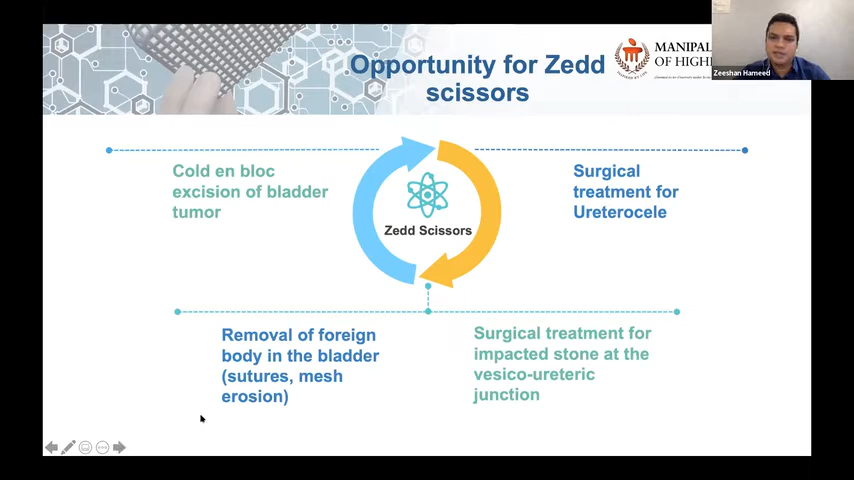 Opportunity for Zedd
scissors
MANIPAL
OF HIGHE
Zeeshan Hameed
Cold en bloc
excision of bladder
tumor
Surgical
treatment for
Ureterocele
Zedd Scissors
Removal of foreign
body in the bladder
(sutures, mesh
erosion)
Surgical treatment for
impacted stone at the
vesico-ureteric
junction